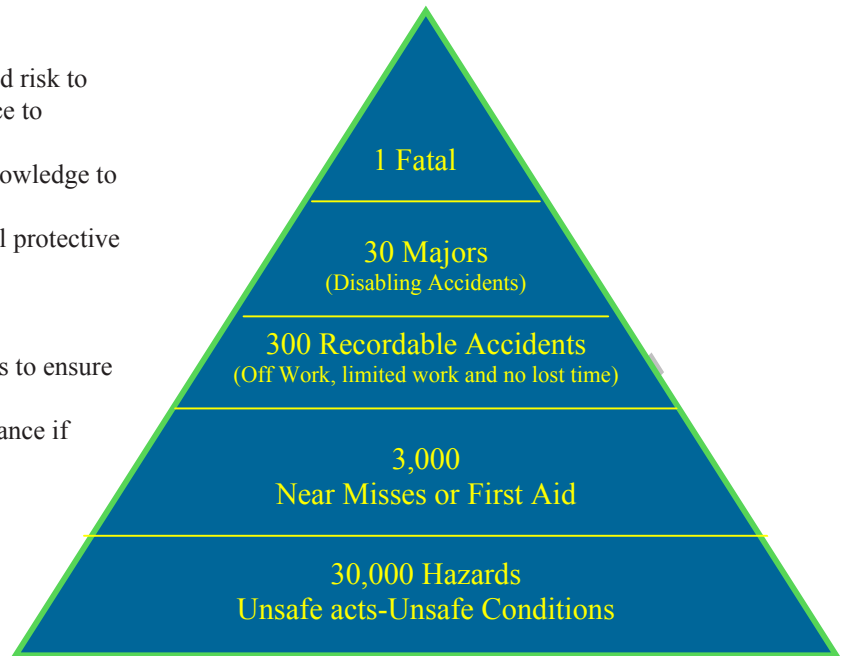 d risk to
ce to
owledge to
l protective
s to ensure
ance if
1 Fatal
30 Majors
(Disabling Accidents)
300 Recordable Accidents
(Off Work, limited work and no lost time)
3,000
Near Misses or First Aid
30,000 Hazards
Unsafe acts-Unsafe Conditions